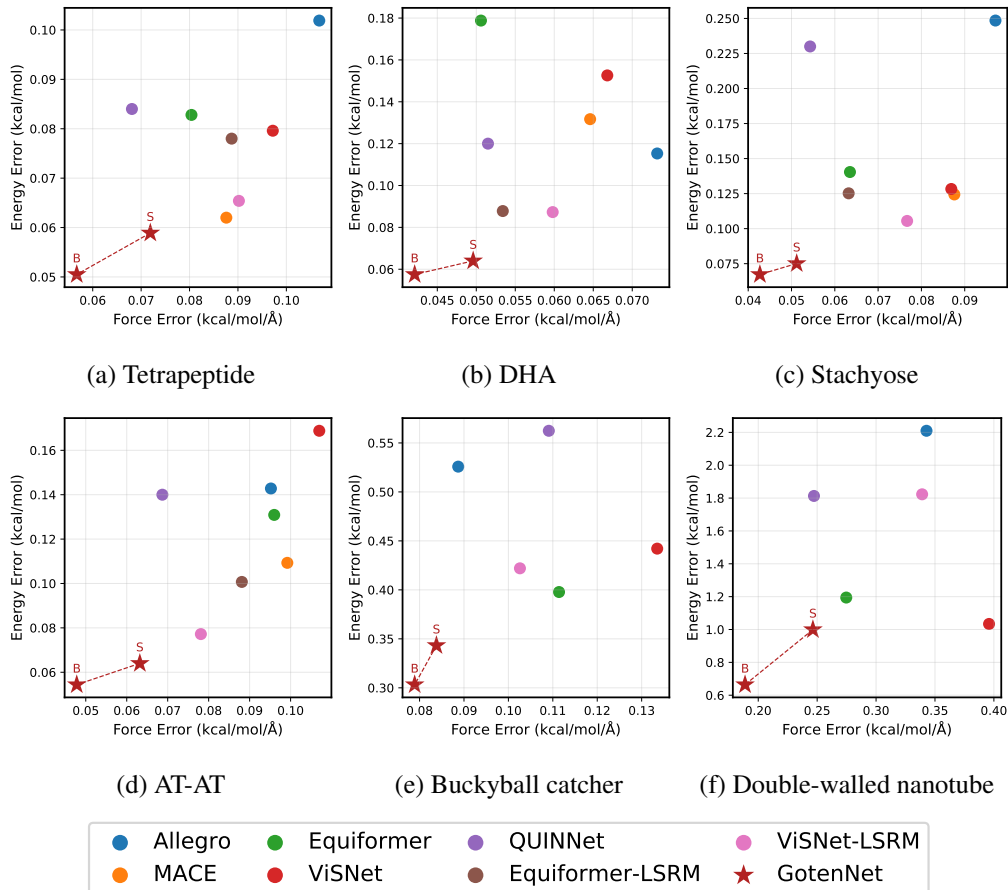 0.10
0.09
0.08
0.07
0.06
0.05
Energy Error (kcal/mol)
B
S
0.06 0.07 0.08 0.09 0.10
Force Error (kcal/mol/Å)
(a) Tetrapeptide
0.18
0.16
0.14
0.12
0.10
0.08
0.06
Energy Error (kcal/mol)
B
S
0.045 0.050 0.055 0.060 0.065 0.070
Force Error (kcal/mol/Å)
(b) DHA
0.250
0.225
0.200
0.175
0.150
0.125
0.100
0.075
Energy Error (kcal/mol)
B
S
0.04 0.05 0.06 0.07 0.08 0.09
Force Error (kcal/mol/Å)
(c) Stachyose
0.16
0.14
0.12
0.10
0.08
0.06
Energy Error (kcal/mol)
B
S
0.05 0.06 0.07 0.08 0.09 0.10
Force Error (kcal/mol/Å)
(d) AT-AT
0.55
0.50
0.45
0.40
0.35
0.30
Energy Error (kcal/mol)
B
S
0.08 0.09 0.10 0.11 0.12 0.13
Force Error (kcal/mol/Å)
(e) Buckyball catcher
2.2
2.0
1.8
1.6
1.4
1.2
1.0
0.8
0.6
Energy Error (kcal/mol)
B
S
0.20 0.25 0.30 0.35 0.40
Force Error (kcal/mol/Å)
(f) Double-walled nanotube
Allegro Equiformer QUINNet ViSNet-LSRM
MACE ViSNet Equiformer-LSRM GotenNet